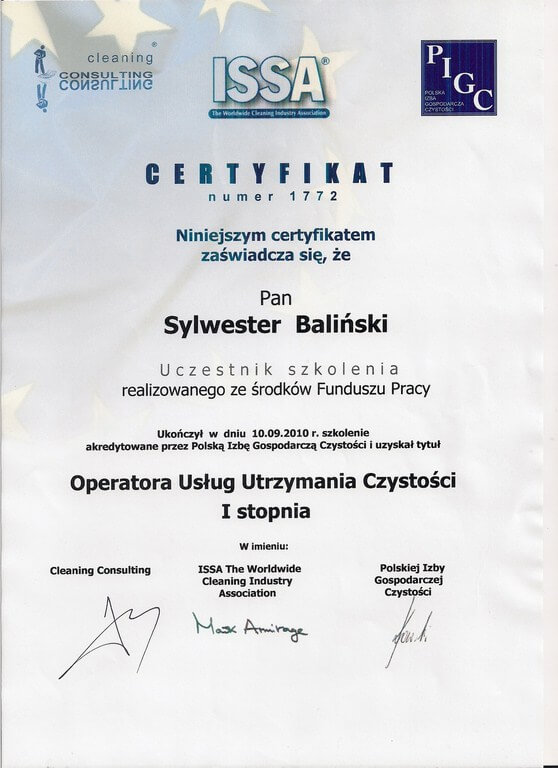 cleaning ®
CONSULTING
CONSULTING
ISSA®
The Worldwide Cleaning Industry Association
PIGC
POLSKA
IZBA
GOSPODARCZA
CZYSTOŚCI
CERTYFIKAT
numer 1772
Niniejszym certyfikatem
zaświadcza się, że
Pan
Sylwester Baliński
Uczestnik szkolenia
realizowanego ze środków Funduszu Pracy
Ukończył w dniu 10.09.2010 r. szkolenie
akredytowane przez Polską Izbę Gospodarczą Czystości i uzyskał tytuł
Operatora Usług Utrzymania Czystości
I stopnia
W imieniu:
Cleaning Consulting
ISSA The Worldwide
Cleaning Industry
Association
Polskiej Izby
Gospodarczej
Czystości
Mark Armitage